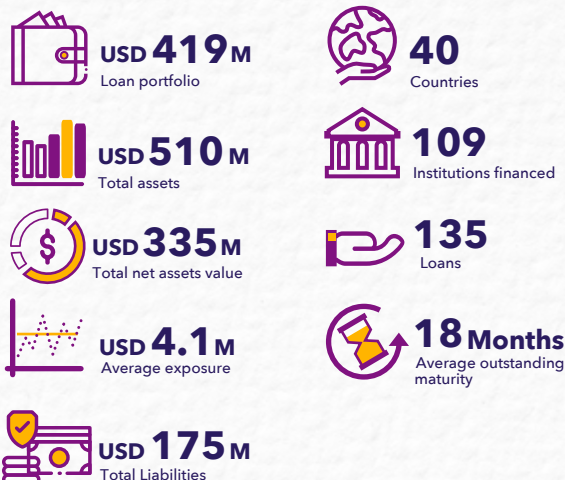 USD 419 M
Loan portfolio
USD 510 M
Total assets
USD 335 M
Total net assets value
USD 4.1 M
Average exposure
USD 175 M
Total Liabilities
40
Countries
109
Institutions financed
135
Loans
18 Months
Average outstanding
maturity